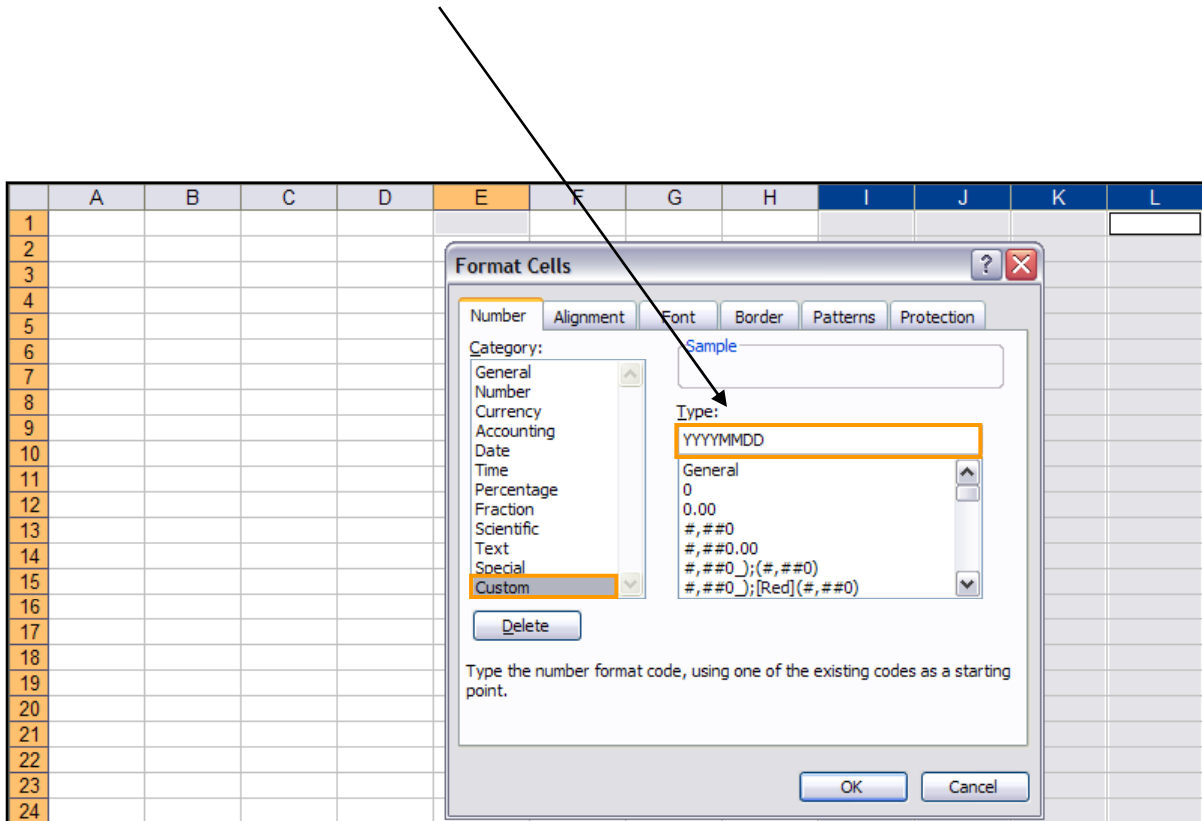 A B C D E F G H I J K L
1
2
3
4
5
6
7
8
9
10
11
12
13
14
15
16
17
18
19
20
21
22
23
24
Format Cells
?
Number Alignment Font Border Patterns Protection
Category:
General
Number
Currency
Accounting
Date
Time
Percentage
Fraction
Scientific
Text
Special
Custom
Sample
Type:
YYYYMMDD
General
0
0.00
#,##0
#,##0.00
#,##0_);(#,##0)
#,##0_);[Red](#,##0)
Delete
Type the number format code, using one of the existing codes as a starting
point.
OK Cancel